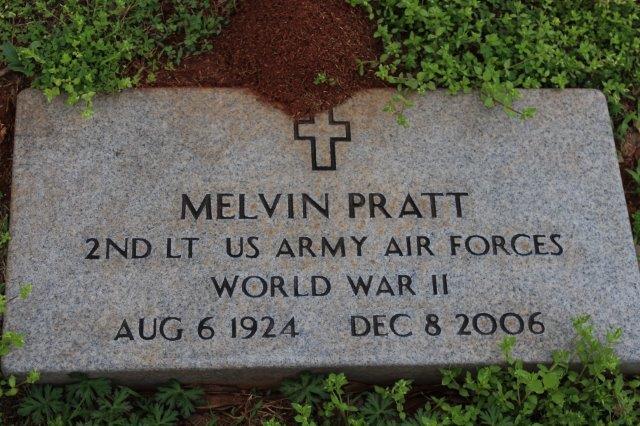 MELVIN PRATT
2ND LT US ARMY AIR FORCES
WORLD WAR II
AUG 6 1924 DEC 8 2006